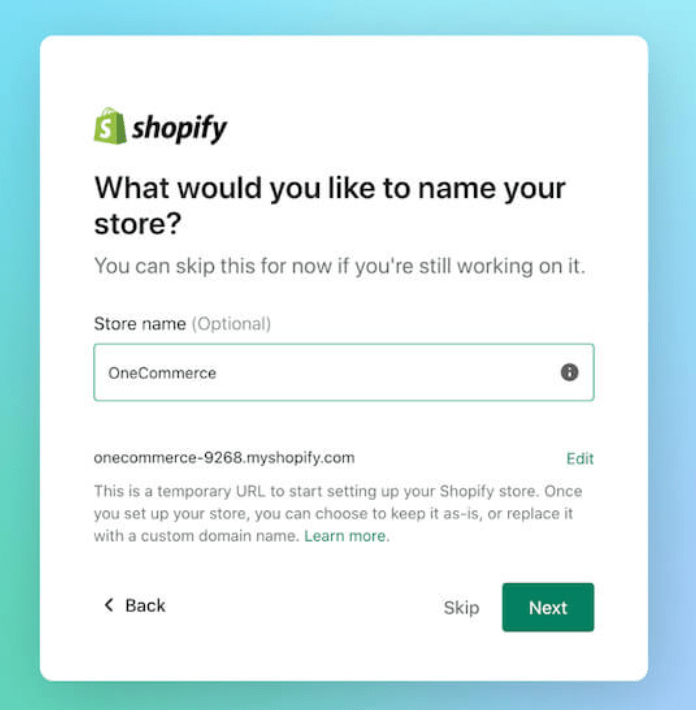 shopify
What would you like to name your
store?
You can skip this for now if you're still working on it.
Store name (Optional)
OneCommerce
onecommerce-9268.myshopify.com Edit
This is a temporary URL to start setting up your Shopify store. Once
you set up your store, you can choose to keep it as-is, or replace it
with a custom domain name. Learn more.
Back Skip Next